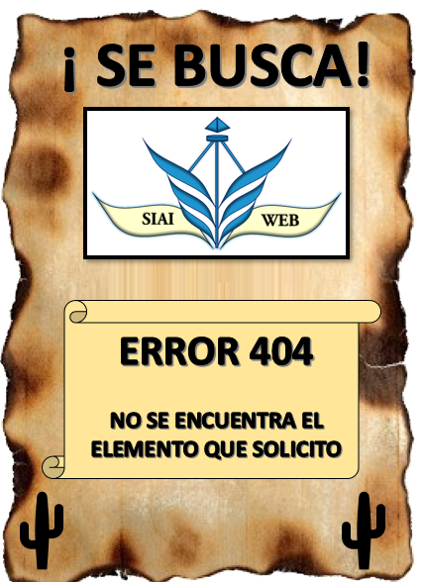 ¡ SE BUSCA!
SIAI WEB
ERROR 404
NO SE ENCUENTRA EL
ELEMENTO QUE SOLICITO